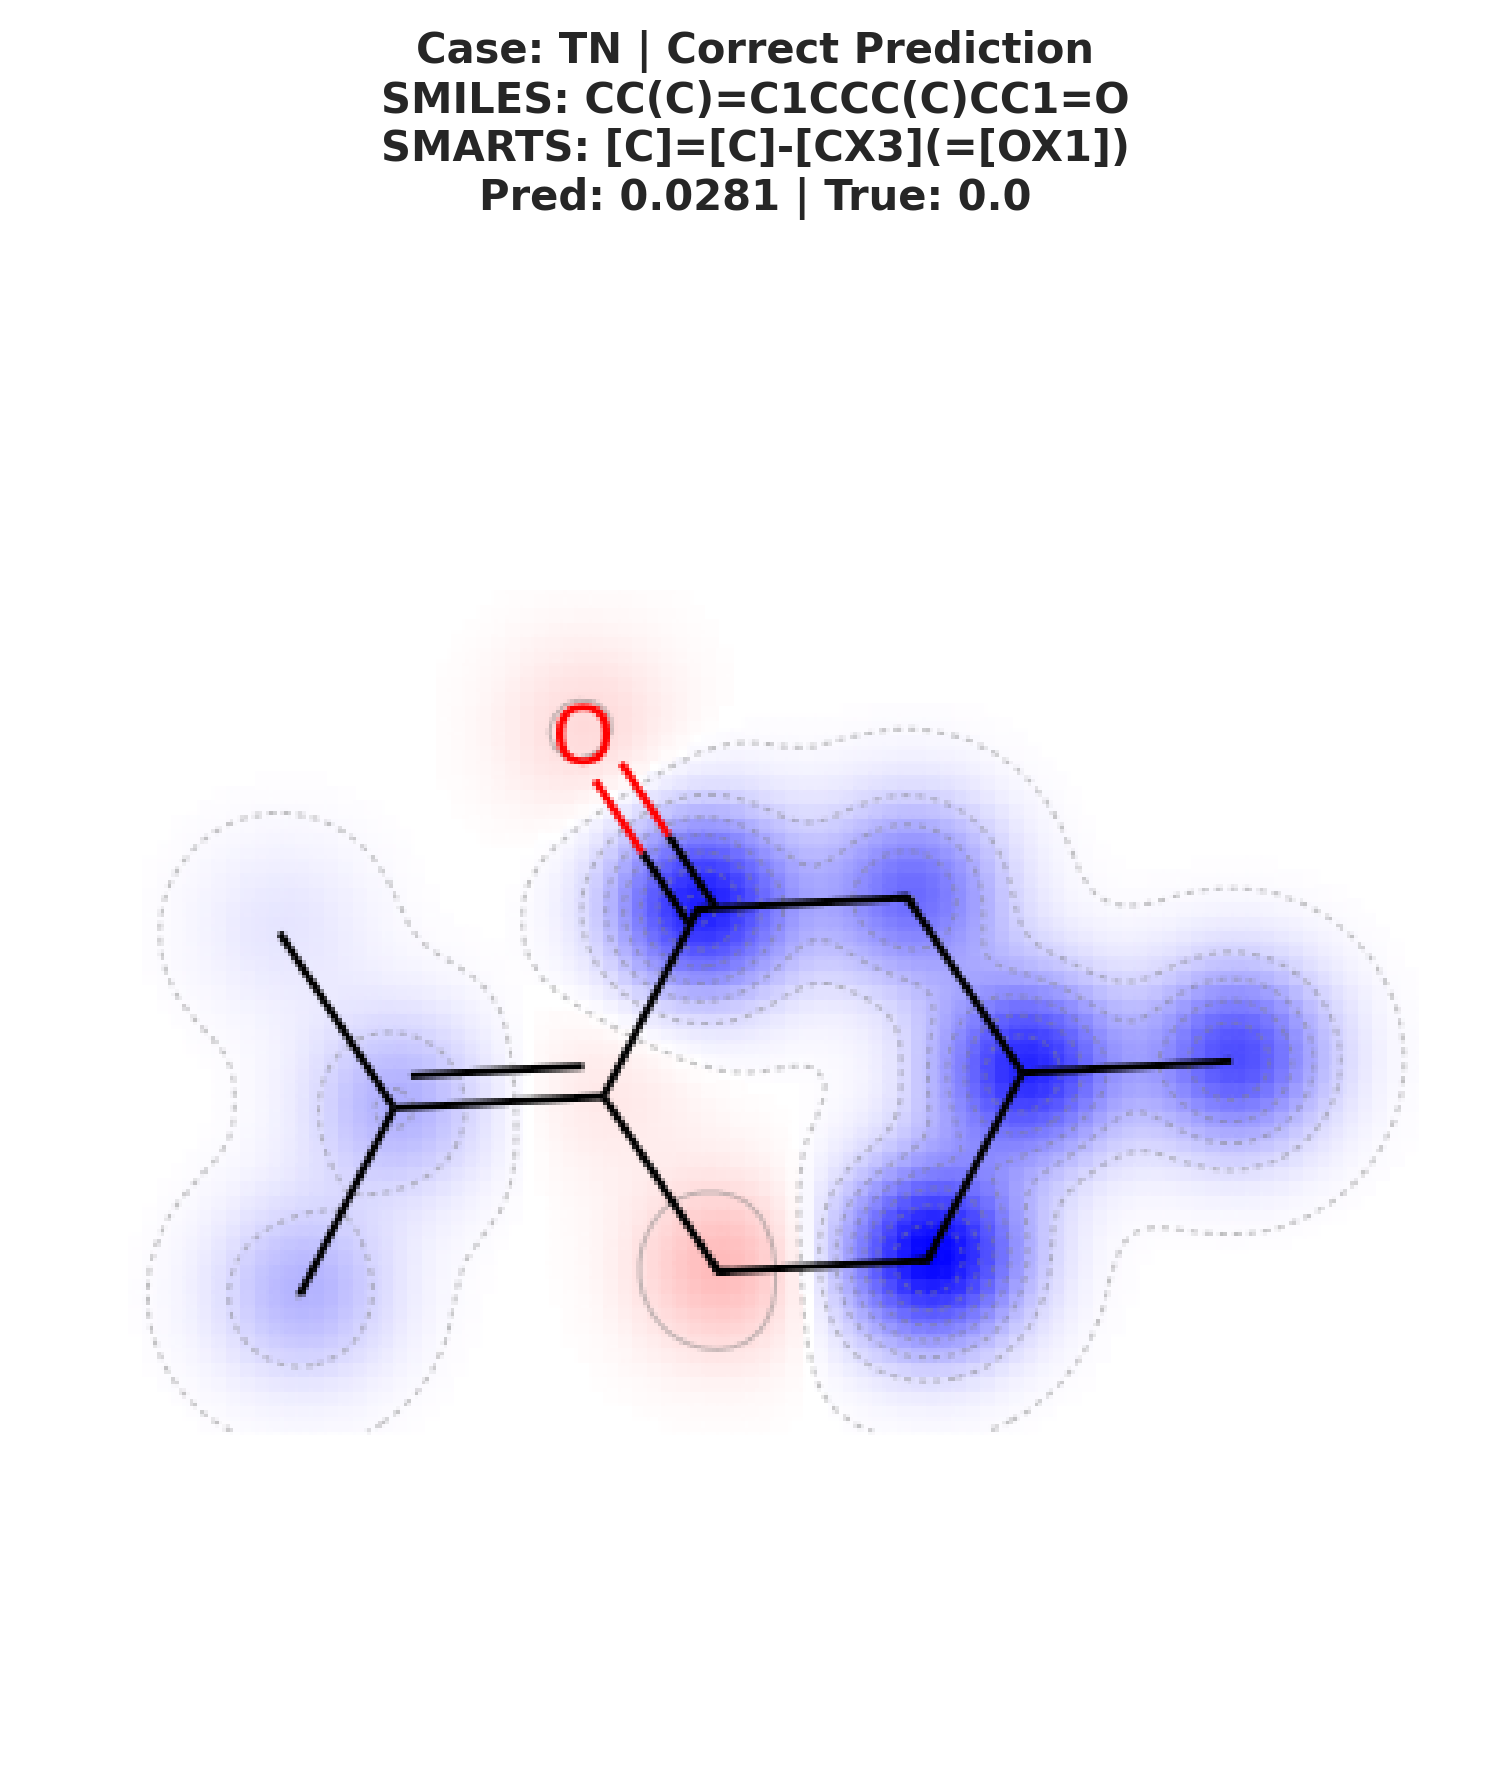 Case: TN | Correct Prediction
SMILES: CC(C)=C1CCC(C)CC1=O
SMARTS: [C]=[C]-[CX3](=[OX1])
Pred: 0.0281 | True: 0.0
O